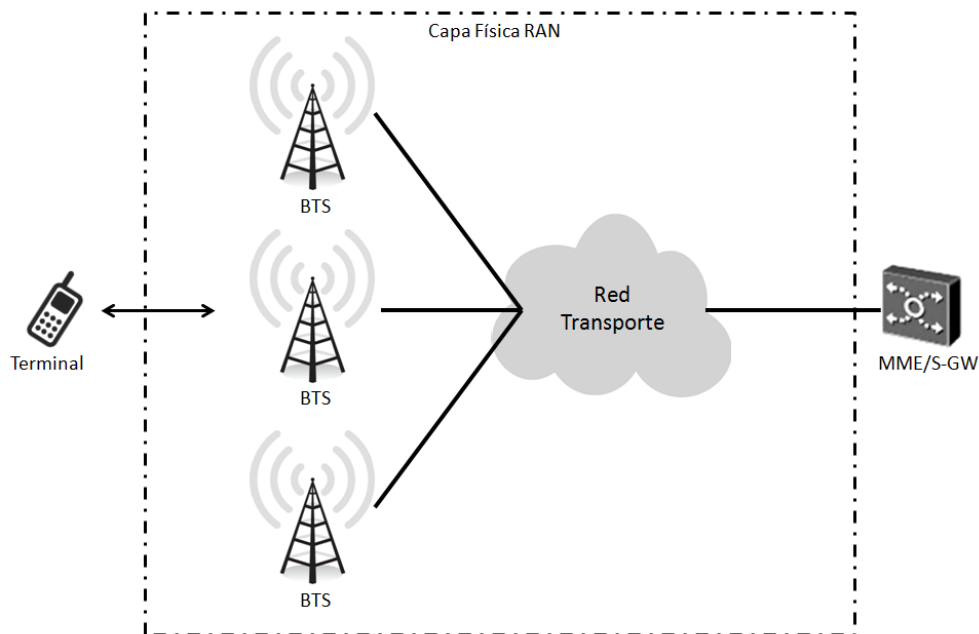 Capa Física RAN
BTS
Terminal
BTS
Red
Transporte
MME/S-GW
BTS